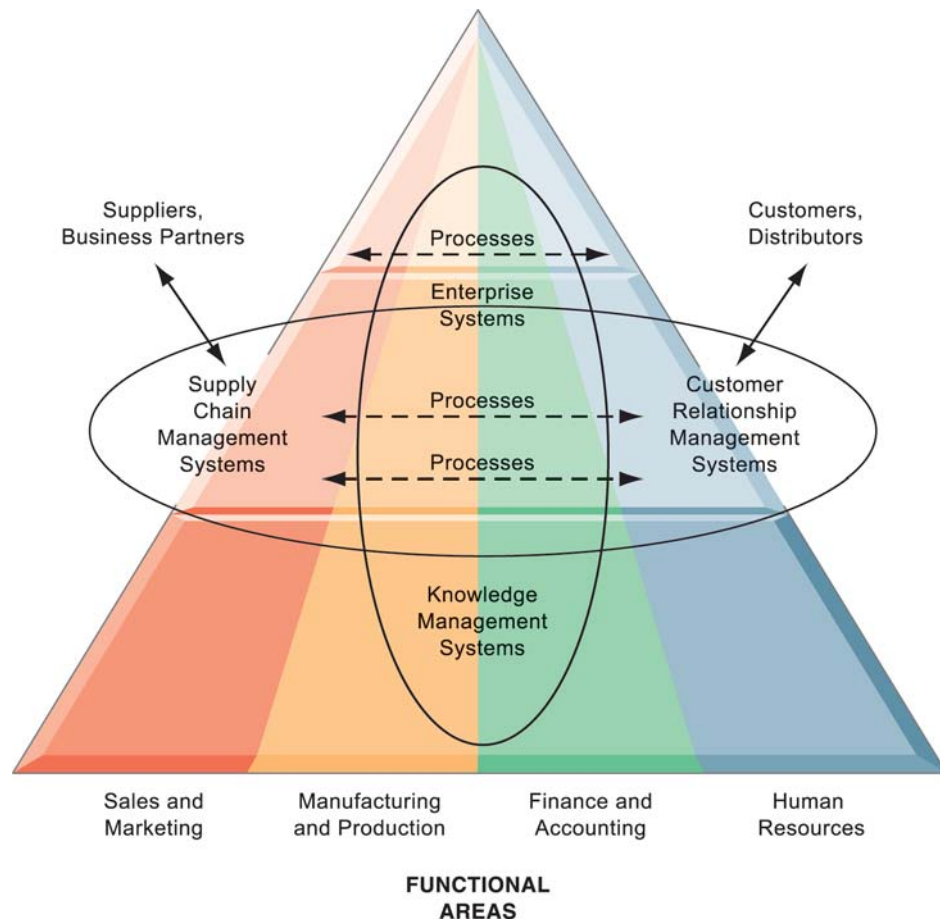 Suppliers,
Business Partners
Customers,
Distributors
Processes
Enterprise
Systems
Supply
Chain
Management
Systems
Processes
Processes
Customer
Relationship
Management
Systems
Knowledge
Management
Systems
Sales and
Marketing
Manufacturing
and Production
Finance and
Accounting
Human
Resources
FUNCTIONAL
AREAS